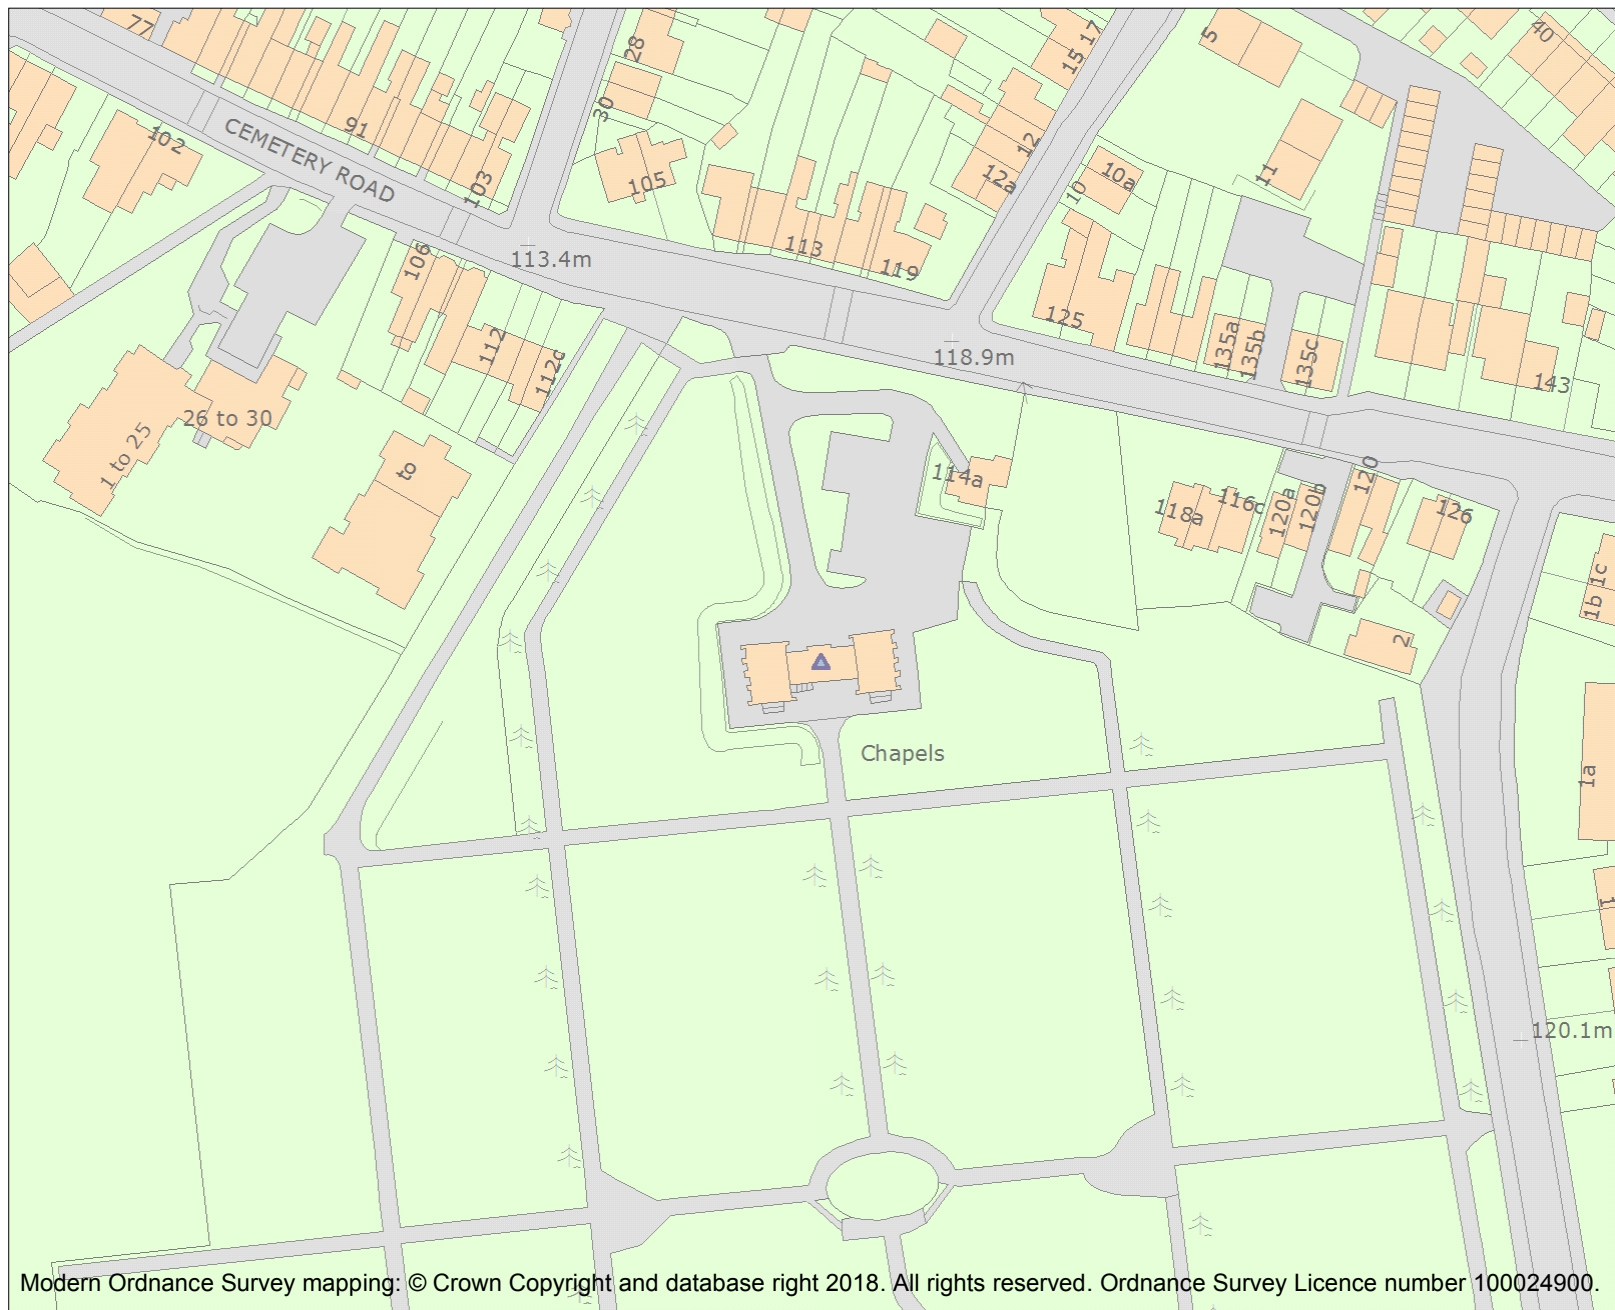 77
28
15 17
5
40
30
91
102
CEMETERY ROAD
103
105
12
12a
10
10a
11
106
113.4m
113
119
125
118.9m
135a
135b
135c
143
112
112c
26 to 30
1 to 25
to
114a
118a
116c
120a
120b
120
126
1b 1c
2
Chapels
1a
1
120.1m
Modern Ordnance Survey mapping: © Crown Copyright and database right 2018. All rights reserved. Ordnance Survey Licence number 100024900.